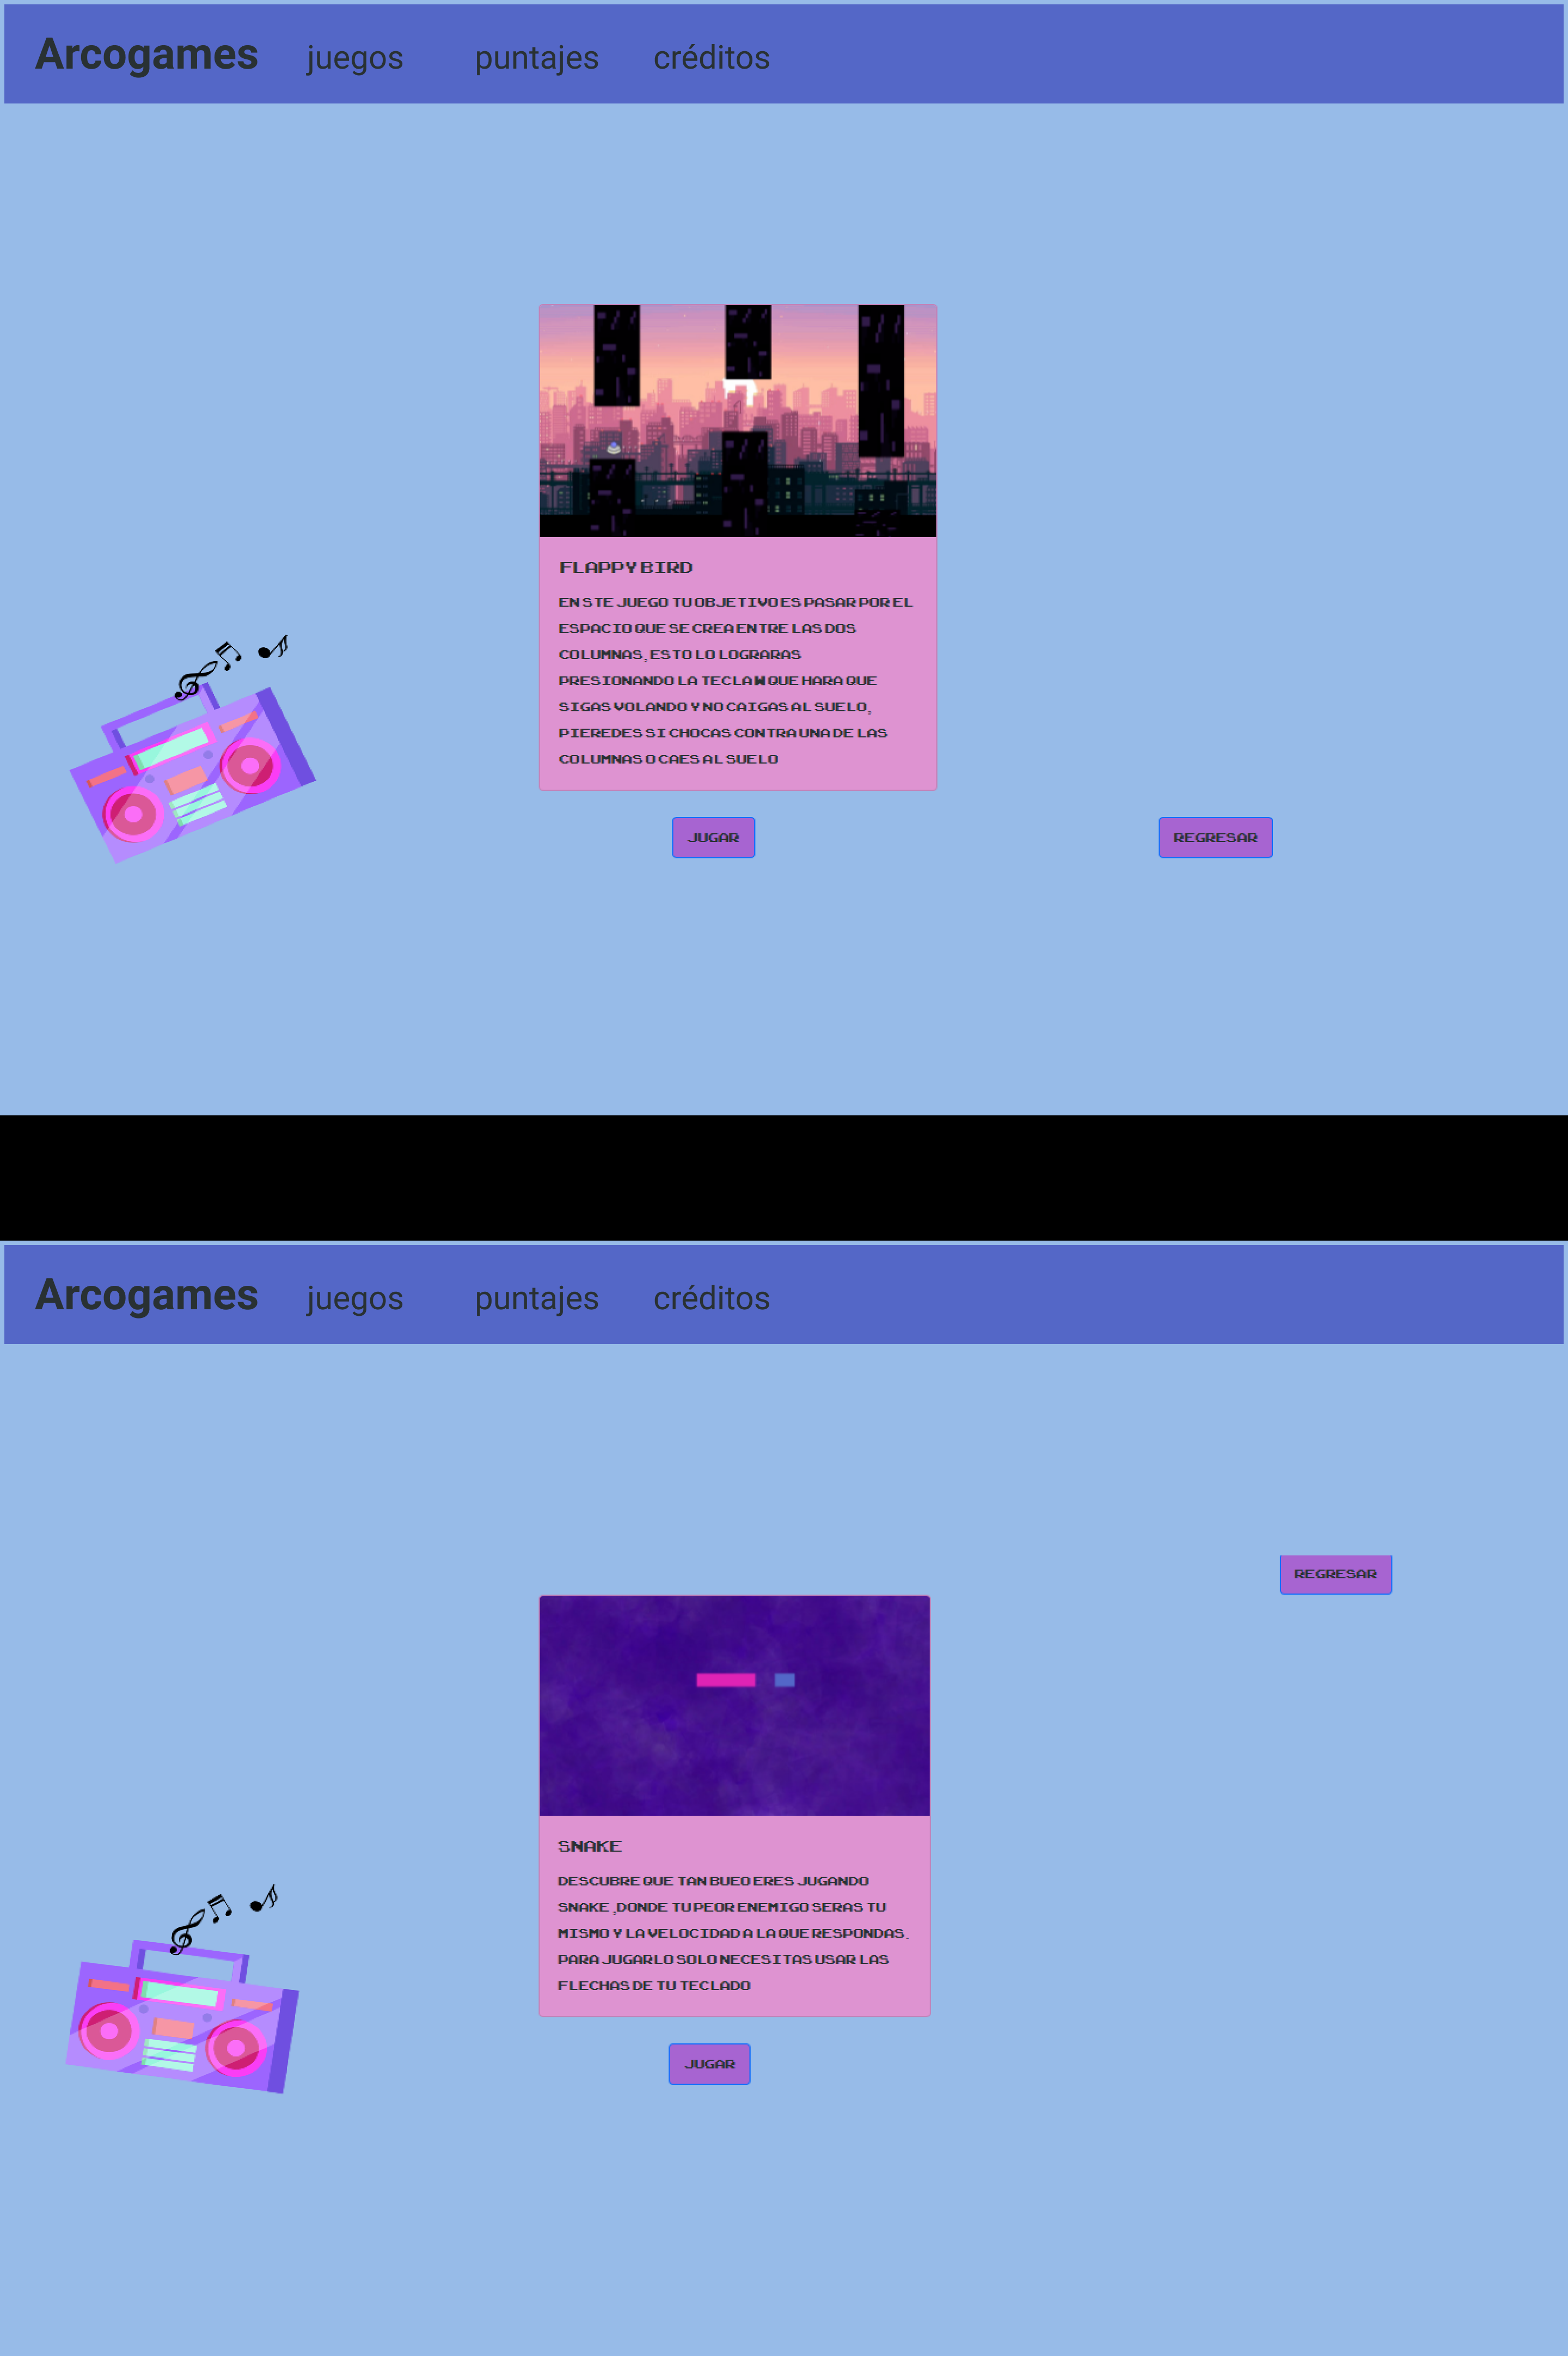 Arcogames juegos puntajes créditos
FLAPPY BIRD
EN STE JUEGO TU OBJETIVO ES PASAR POR EL
ESPACIO QUE SE CREA ENTRE LAS DOS
COLUMNAS, ESTO LO LOGRARAS
PRESIONANDO LA TECLA W QUE HARA QUE
SIGAS VOLANDO Y NO CAIGAS AL SUELO,
PIEREDES SI CHOCAS CONTRA UNA DE LAS
COLUMNAS O CAES AL SUELO
JUGAR REGRESAR
Arcogames juegos puntajes créditos
REGRESAR
SNAKE
DESCUBRE QUE TAN BUEO ERES JUGANDO
SNAKE ,DONDE TU PEOR ENEMIGO SERAS TU
MISMO Y LA VELOCIDAD A LA QUE RESPONDAS.
PARA JUGARLO SOLO NECESITAS USAR LAS
FLECHAS DE TU TECLADO
JUGAR